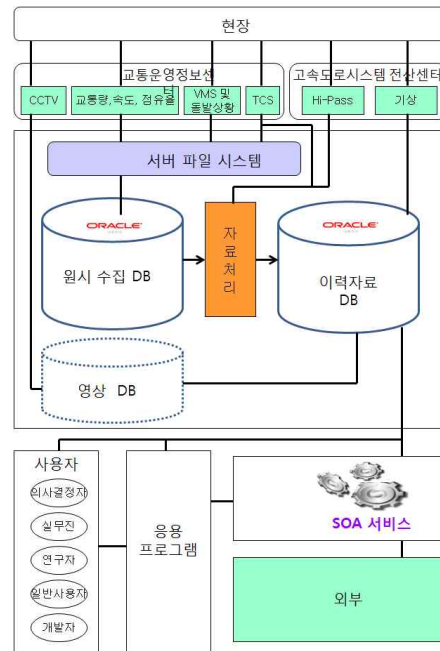 현장
교통운영정보센터
고속도로시스템 전산센터
CCTV
교통량,속도,점유율
VMS 및
돌발상황
TCS
Hi-Pass
기상
서버 파일 시스템
ORACLE
원시 수집 DB
자료처리
ORACLE
이력자료
DB
영상 DB
사용자
의사결정자
실무진
연구자
일반사용자
개발자
응용
프로그램
SOA 서비스
외부